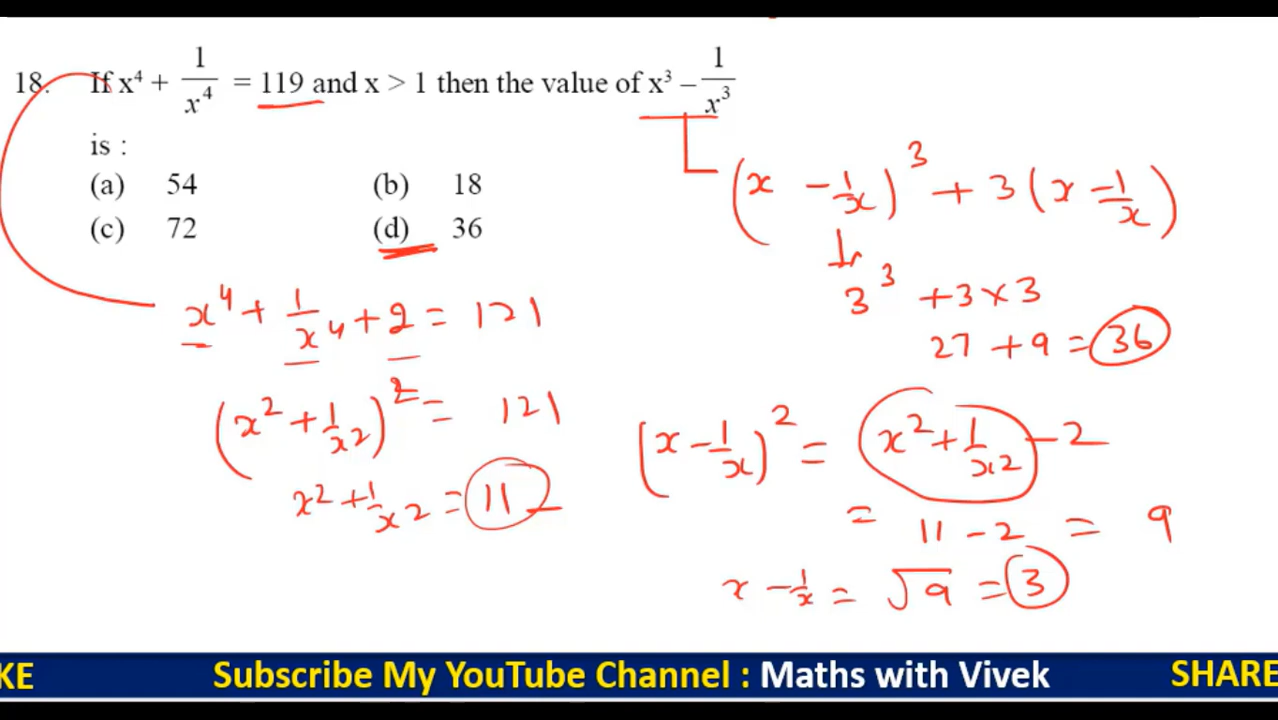 18. If x⁴ + 1/x⁴ = 119 and x > 1 then the value of x³ – 1/x³
is :
(a) 54 (b) 18
(c) 72 (d) 36
(x - 1/x)³ + 3(x - 1/x)
3³ + 3 × 3
27 + 9 = 36
x⁴ + 1/x⁴ + 2 = 121
(x² + 1/x²)² = 121
x² + 1/x² = 11
(x - 1/x)² = x² + 1/x² - 2
= 11 - 2 = 9
x - 1/x = √9 = 3
KE Subscribe My YouTube Channel : Maths with Vivek SHARE